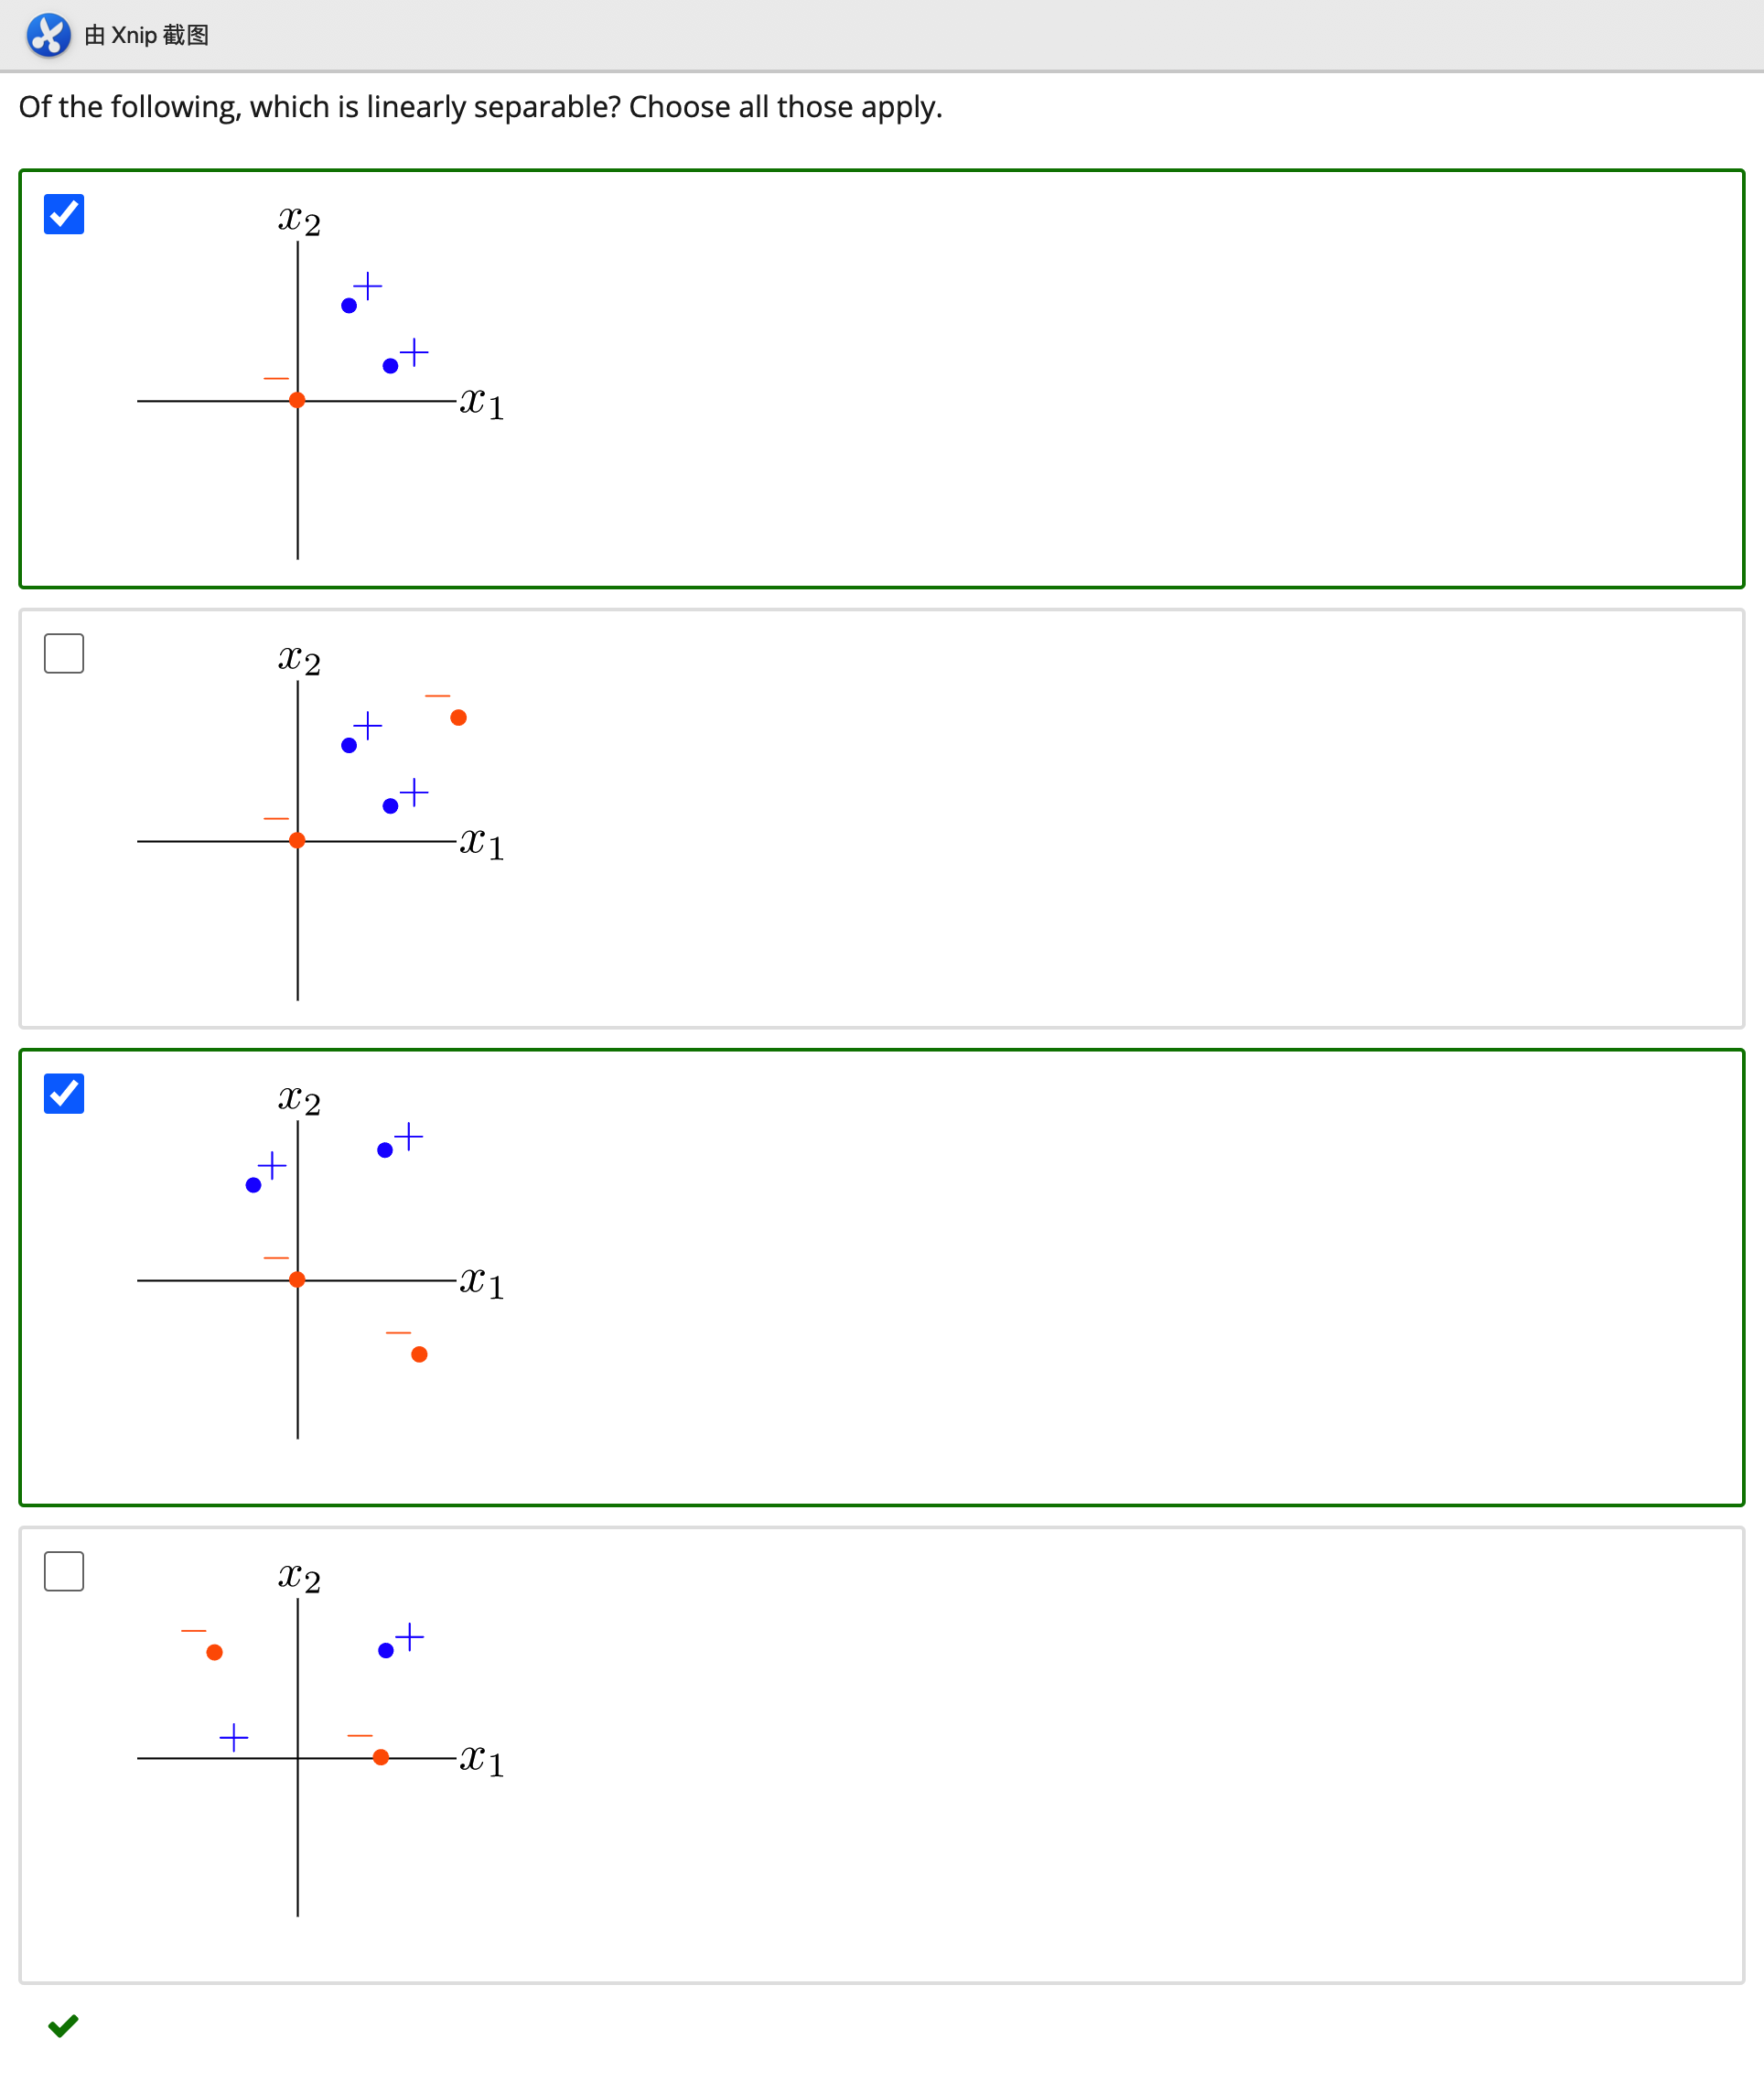 由 Xnip 截图
Of the following, which is linearly separable? Choose all those apply.
x₂
+
+
−
x₁
x₂
−
+
+
−
x₁
x₂
+
+
−
x₁
−
x₂
−
+
+
−
x₁